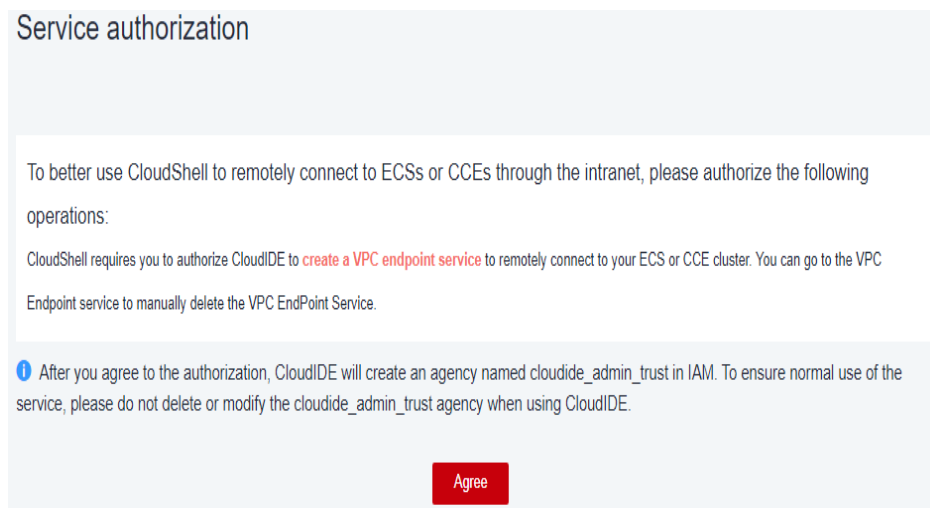 Service authorization
To better use CloudShell to remotely connect to ECSs or CCEs through the intranet, please authorize the following
operations:
CloudShell requires you to authorize CloudIDE to create a VPC endpoint service to remotely connect to your ECS or CCE cluster. You can go to the VPC
Endpoint service to manually delete the VPC EndPoint Service.
After you agree to the authorization, CloudIDE will create an agency named cloudide_admin_trust in IAM. To ensure normal use of the
service, please do not delete or modify the cloudide_admin_trust agency when using CloudIDE.
Agree